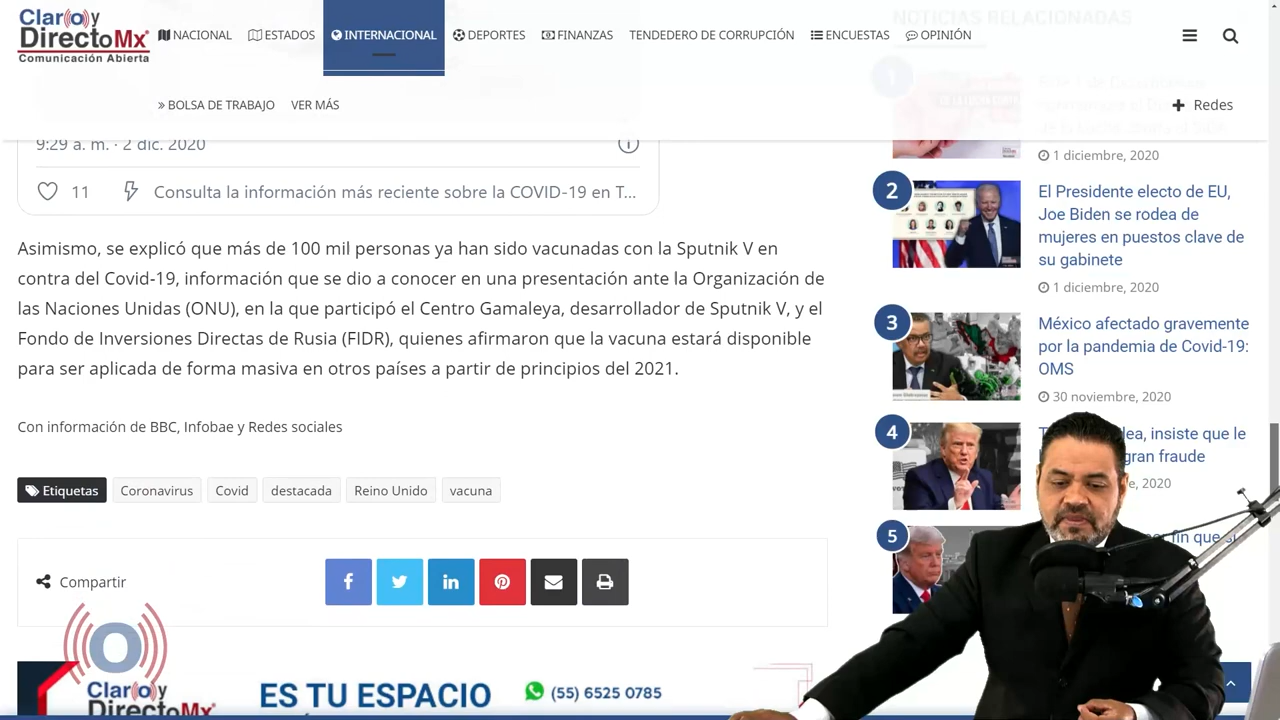 Claro y
DirectoMx
Comunicación Abierta
NACIONAL
ESTADOS
INTERNACIONAL
DEPORTES
FINANZAS
TENDEDERO DE CORRUPCIÓN
ENCUESTAS
OPINIÓN
» BOLSA DE TRABAJO
VER MÁS
Redes
NOTICIAS RELACIONADAS
1
9:29 a. m. · 2 dic. 2020
11
Consulta la información más reciente sobre la COVID-19 en T...
Asimismo, se explicó que más de 100 mil personas ya han sido vacunadas con la Sputnik V en
contra del Covid-19, información que se dio a conocer en una presentación ante la Organización de
las Naciones Unidas (ONU), en la que participó el Centro Gamaleya, desarrollador de Sputnik V, y el
Fondo de Inversiones Directas de Rusia (FIDR), quienes afirmaron que la vacuna estará disponible
para ser aplicada de forma masiva en otros países a partir de principios del 2021.
Con información de BBC, Infobae y Redes sociales
Etiquetas
Coronavirus
Covid
destacada
Reino Unido
vacuna
Compartir
Claro y
DirectoMx
ES TU ESPACIO
(55) 6525 0785
1 diciembre, 2020
2
El Presidente electo de EU,
Joe Biden se rodea de
mujeres en puestos clave de
su gabinete
1 diciembre, 2020
3
México afectado gravemente
por la pandemia de Covid-19:
OMS
30 noviembre, 2020
4
insiste que le
gran fraude
2020
5
fin que